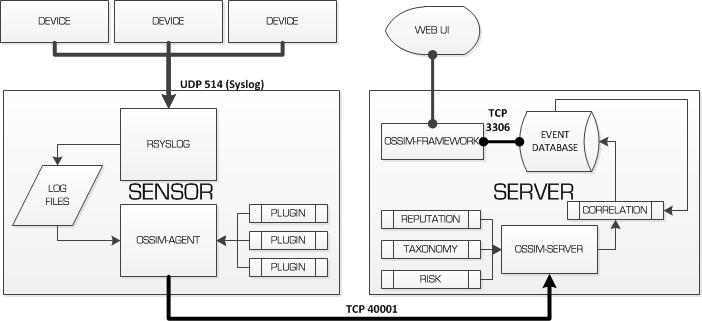 DEVICE
DEVICE
DEVICE
UDP 514 (Syslog)
RSYSLOG
LOG
FILES
SENSOR
OSSIM-AGENT
PLUGIN
PLUGIN
PLUGIN
TCP 40001
WEB UI
TCP
3306
OSSIM-FRAMEWORK
EVENT
DATABASE
SERVER
CORRELATION
REPUTATION
TAXONOMY
RISK
OSSIM-SERVER